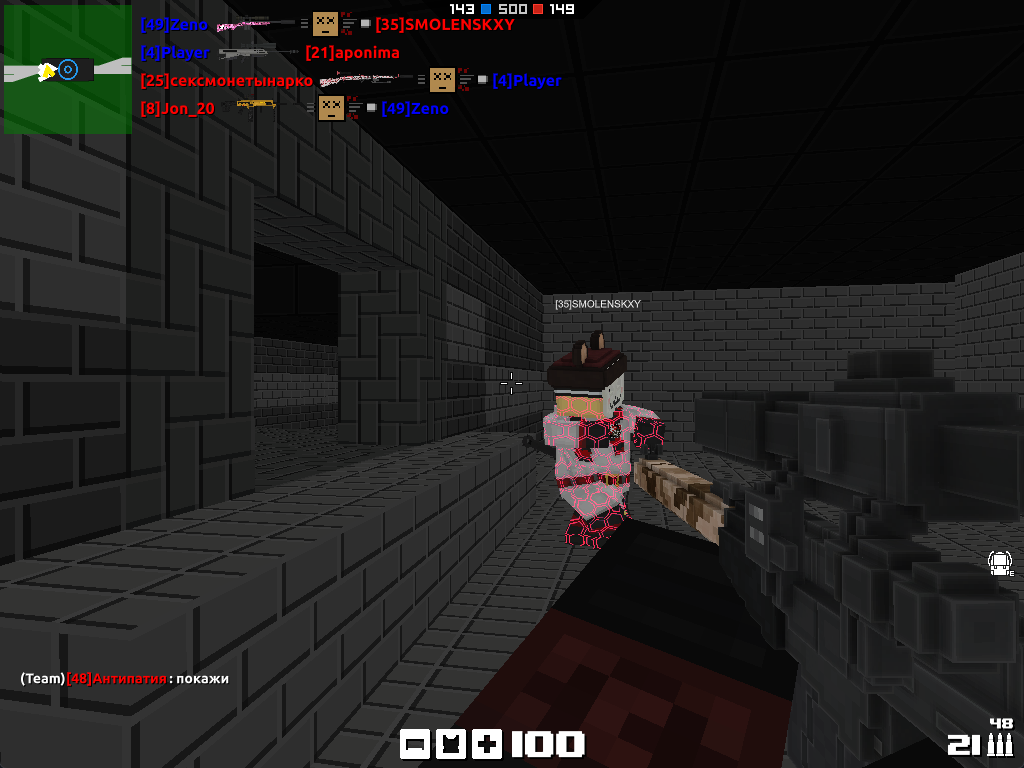 143 500 149
[49]Zeno [35]SMOLENSKXY
[4]Player [21]aponima
[25]сексмонетынарко [4]Player
[8]Jon_20 [49]Zeno
[35]SMOLENSKXY
E
(Team)[48]Антипатия : покажи
100
48
21